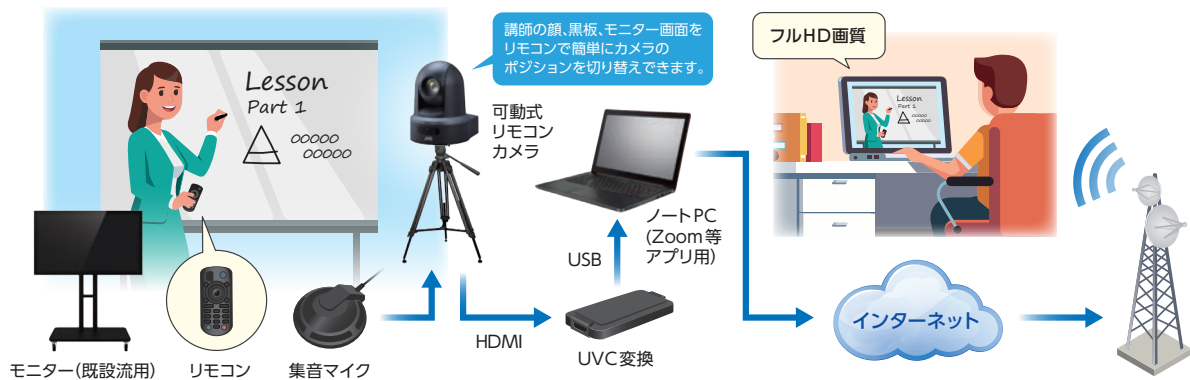 講師の顔、黒板、モニター画面を
リモコンで簡単にカメラの
ポジションを切り替えできます。
フルHD画質
Lesson
Part 1
ooooo
ooooo
可動式
リモコン
カメラ
Lesson
Part 1
ooooo
ooooo
ノートPC
(Zoom等
アプリ用)
USB
HDMI
UVC変換
インターネット
モニター(既設流用)
リモコン
集音マイク